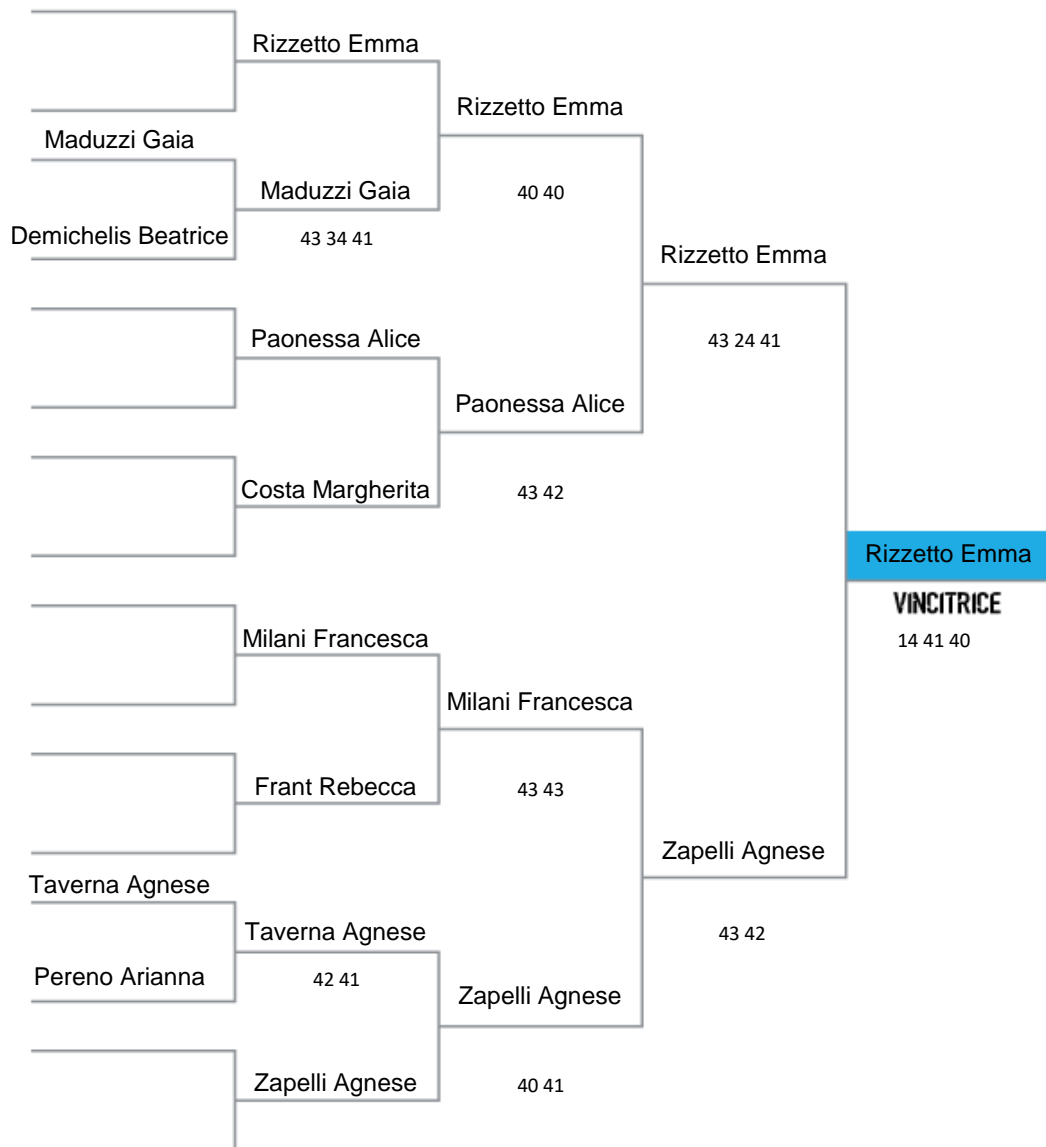 Rizzetto Emma
Rizzetto Emma
Maduzzi Gaia
Maduzzi Gaia
40 40
Demichelis Beatrice
43 34 41
Rizzetto Emma
Paonessa Alice
43 24 41
Paonessa Alice
Costa Margherita
43 42
Rizzetto Emma
VINCITRICE
14 41 40
Milani Francesca
Milani Francesca
Frant Rebecca
43 43
Zapelli Agnese
Taverna Agnese
Taverna Agnese
43 42
Pereno Arianna
42 41
Zapelli Agnese
Zapelli Agnese
40 41